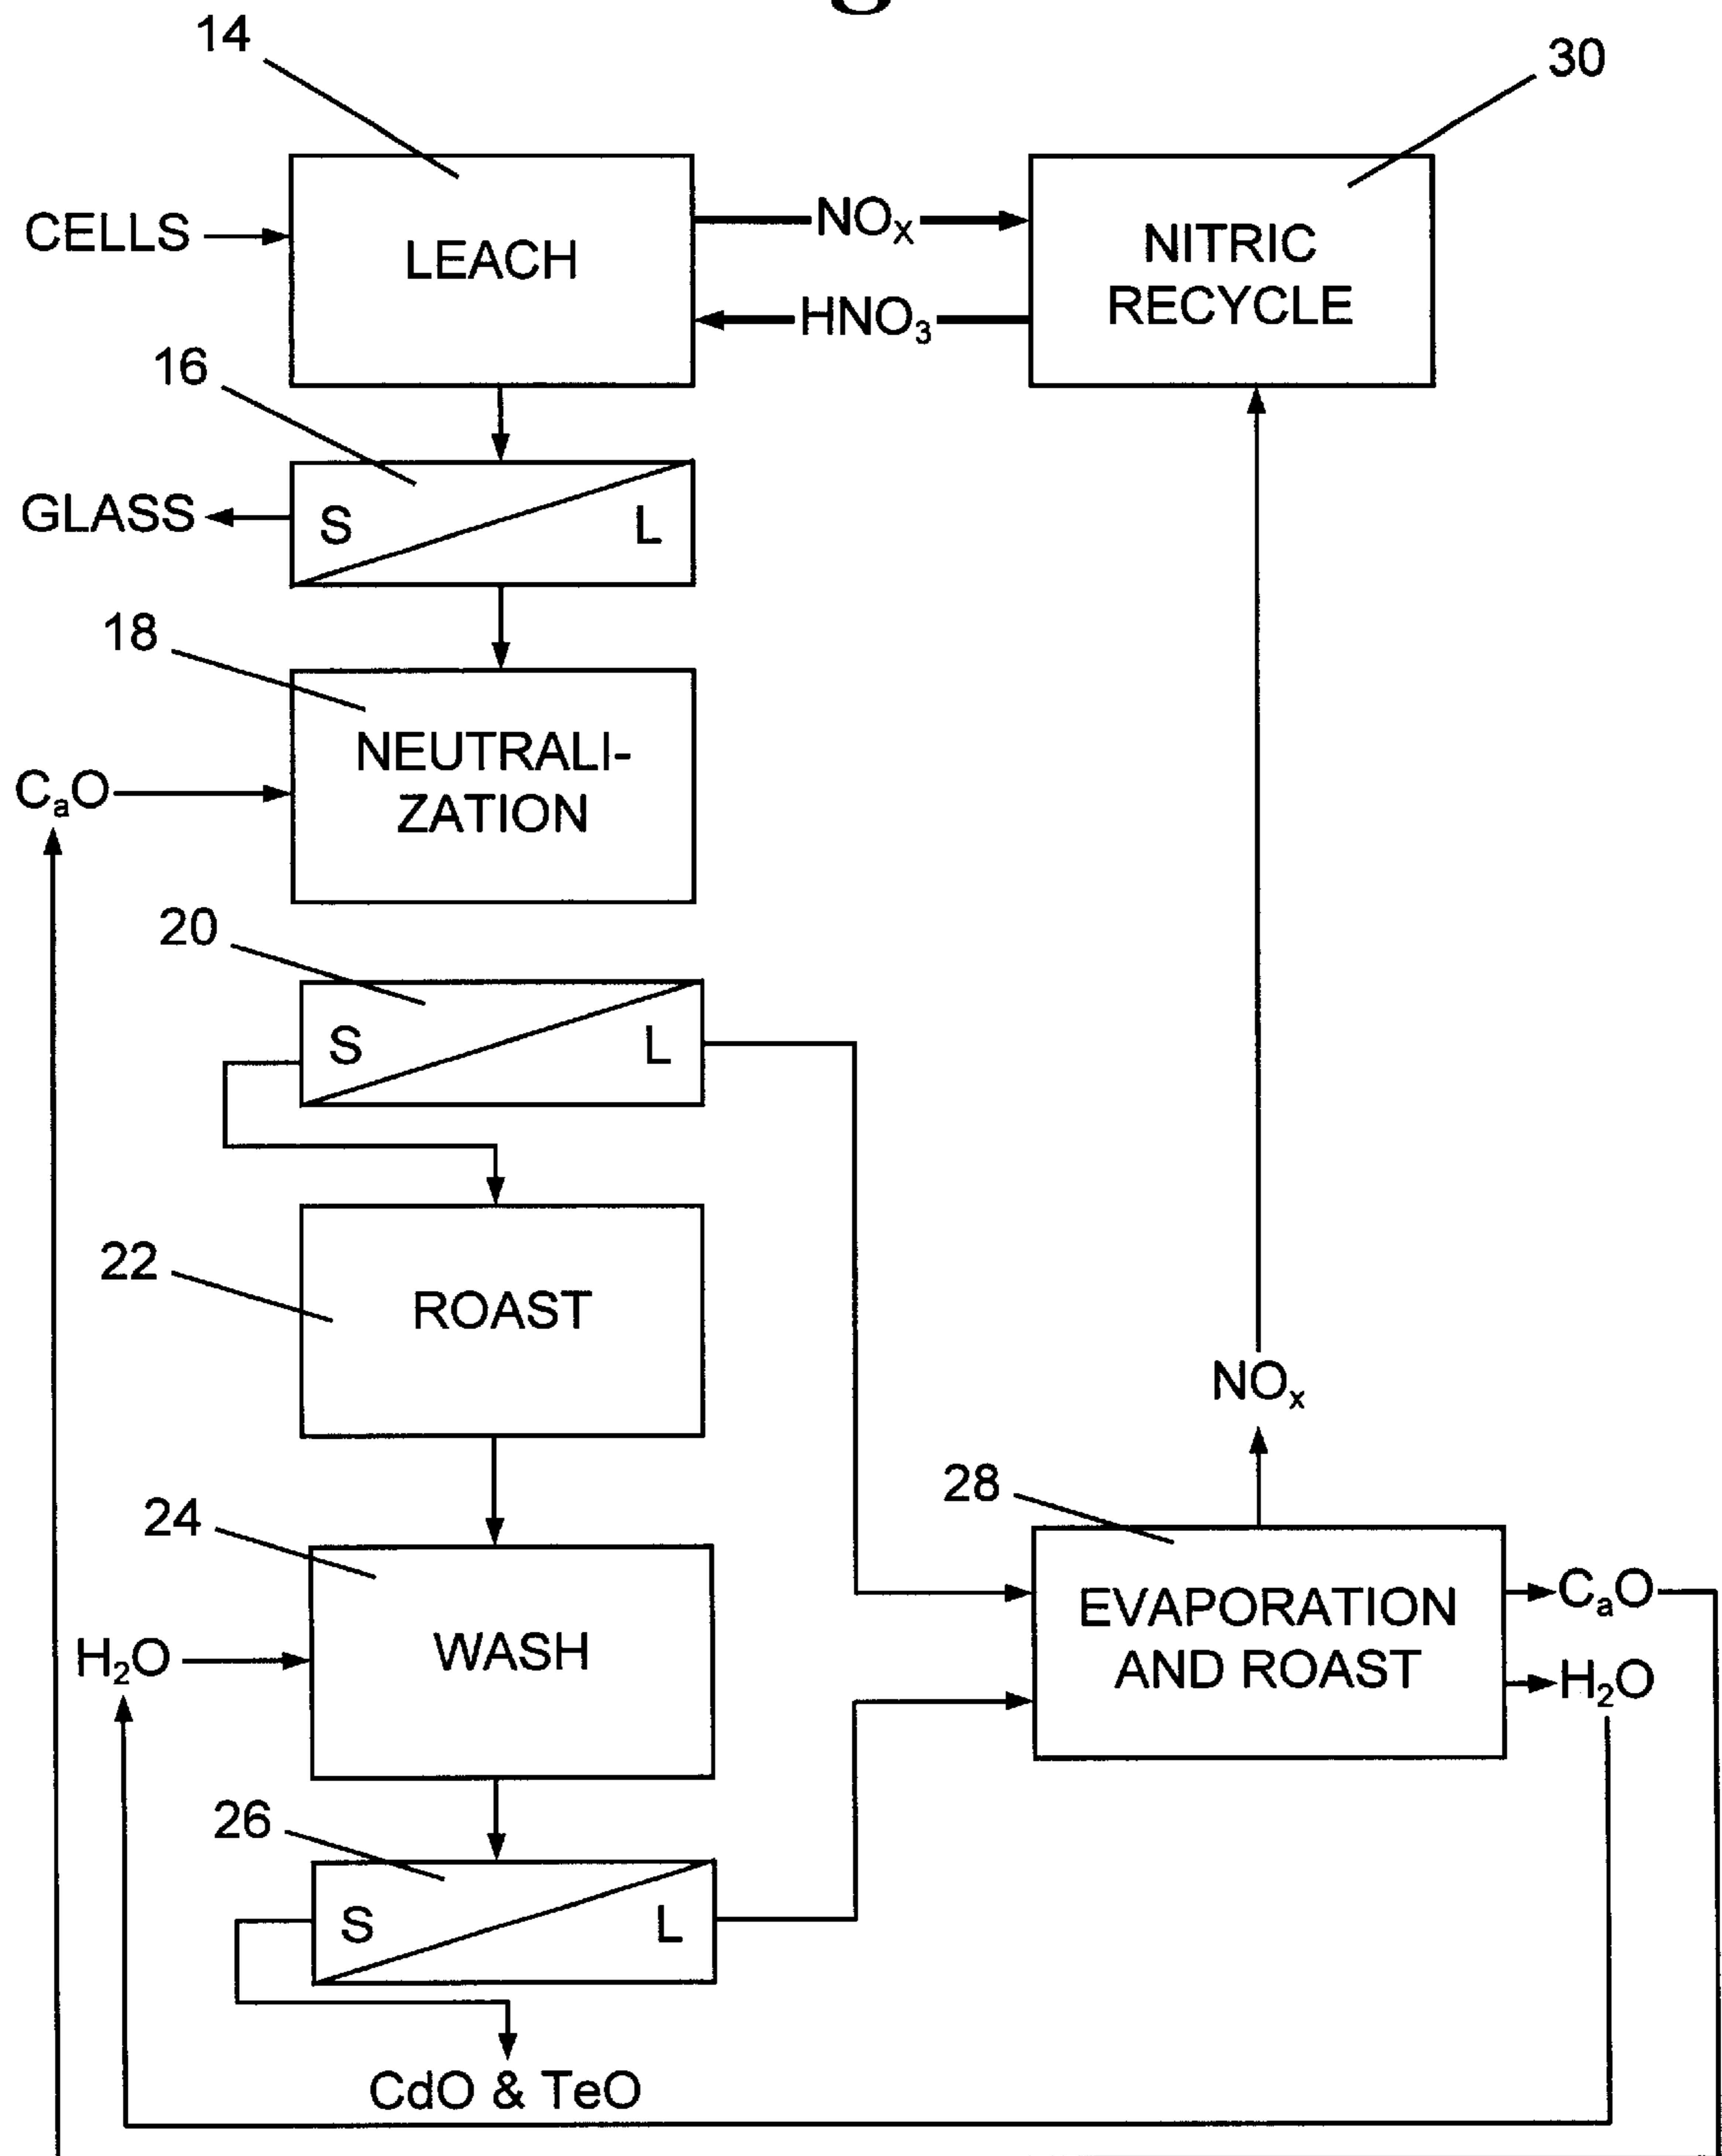 14
30
CELLS
LEACH
NOX
NITRIC
RECYCLE
HNO3
16
GLASS
S
L
18
NEUTRALI-
ZATION
CaO
20
S
L
22
ROAST
NOx
24
28
H2O
WASH
EVAPORATION
AND ROAST
CaO
H2O
26
S
L
CdO & TeO